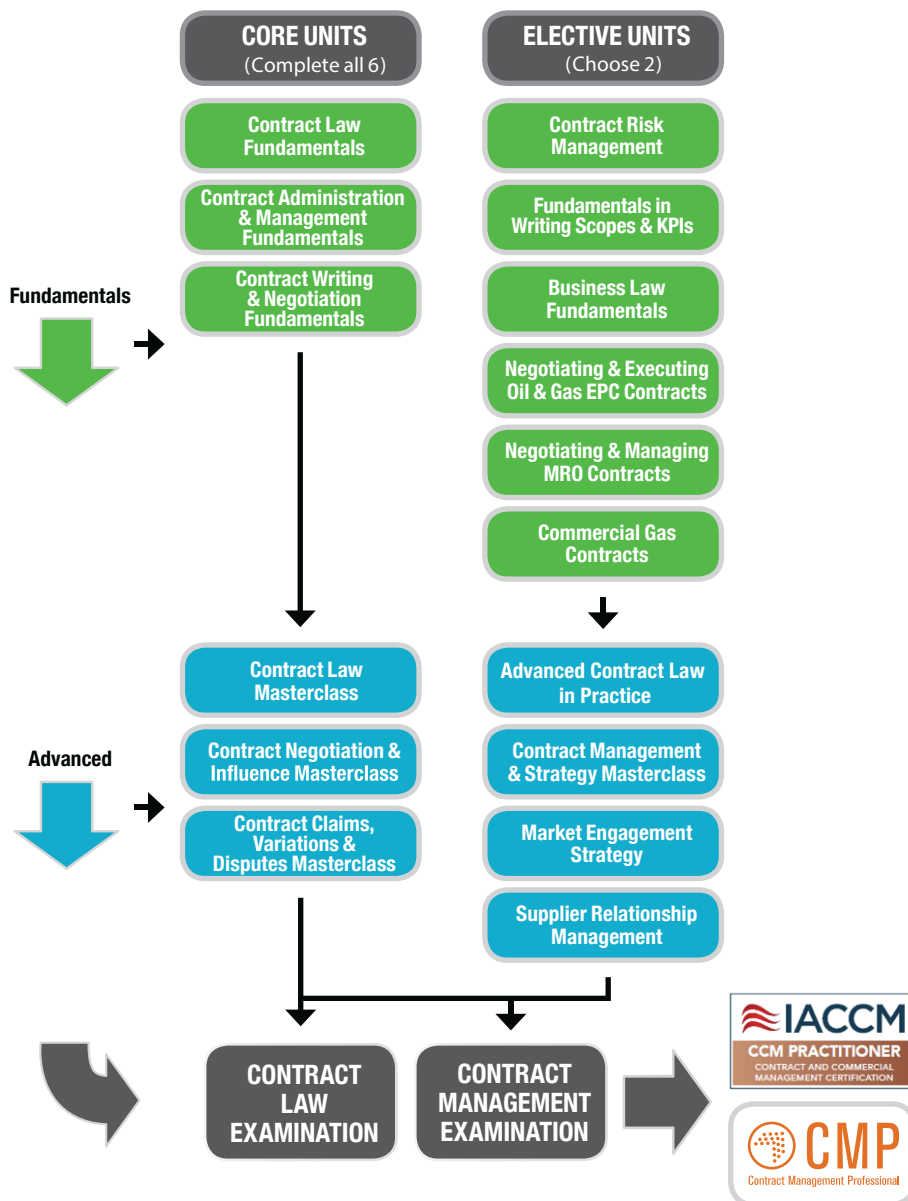 CORE UNITS
(Complete all 6)
ELECTIVE UNITS
(Choose 2)
Fundamentals
Contract Law
Fundamentals
Contract Administration
& Management
Fundamentals
Contract Writing
& Negotiation
Fundamentals
Contract Risk
Management
Fundamentals in
Writing Scopes & KPIs
Business Law
Fundamentals
Negotiating & Executing
Oil & Gas EPC Contracts
Negotiating & Managing
MRO Contracts
Commercial Gas
Contracts
Advanced
Contract Law
Masterclass
Contract Negotiation &
Influence Masterclass
Contract Claims,
Variations &
Disputes Masterclass
Advanced Contract Law
in Practice
Contract Management
& Strategy Masterclass
Market Engagement
Strategy
Supplier Relationship
Management
CONTRACT
LAW
EXAMINATION
CONTRACT
MANAGEMENT
EXAMINATION
IACCM
CCM PRACTITIONER
CONTRACT AND COMMERCIAL
MANAGEMENT CERTIFICATION
CMP
Contract Management Professional